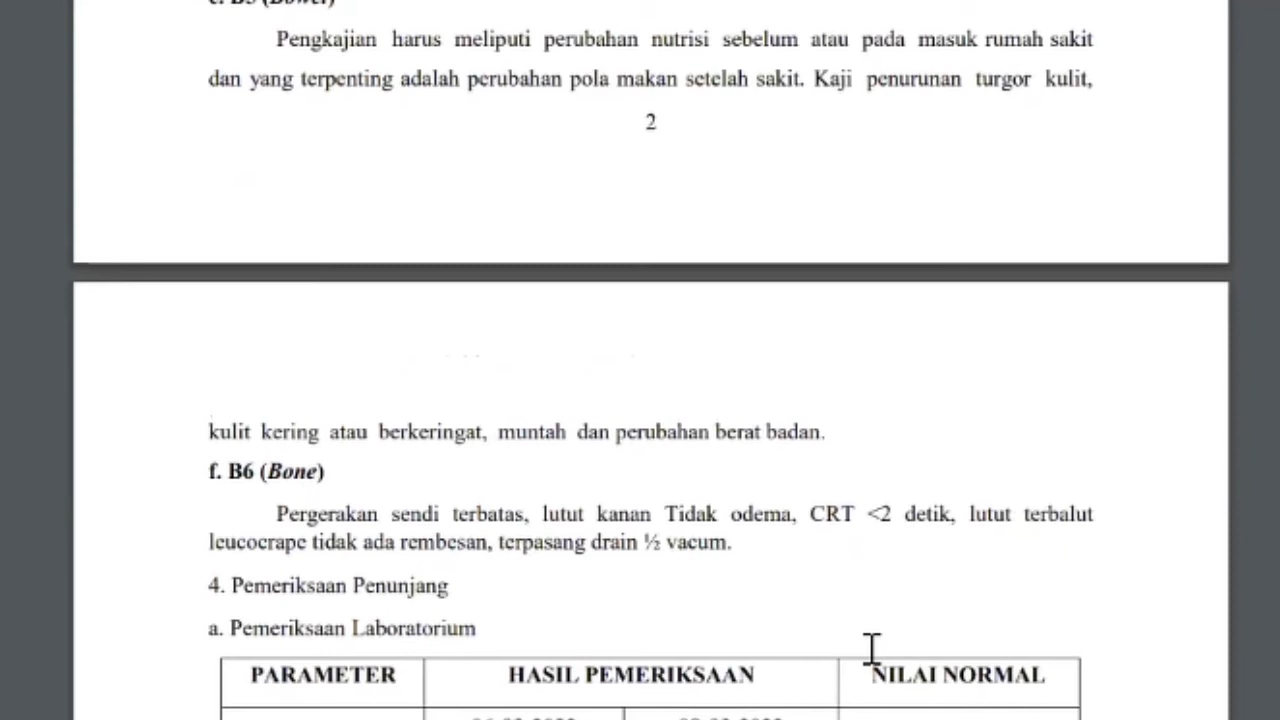 Pengkajian harus meliputi perubahan nutrisi sebelum atau pada masuk rumah sakit
dan yang terpenting adalah perubahan pola makan setelah sakit. Kaji penurunan turgor kulit,
2
kulit kering atau berkeringat, muntah dan perubahan berat badan.
f. B6 (Bone)
Pergerakan sendi terbatas, lutut kanan Tidak odema, CRT <2 detik, lutut terbalut
leucocrape tidak ada rembesan, terpasang drain ½ vacum.
4. Pemeriksaan Penunjang
a. Pemeriksaan Laboratorium
PARAMETER HASIL PEMERIKSAAN NILAI NORMAL